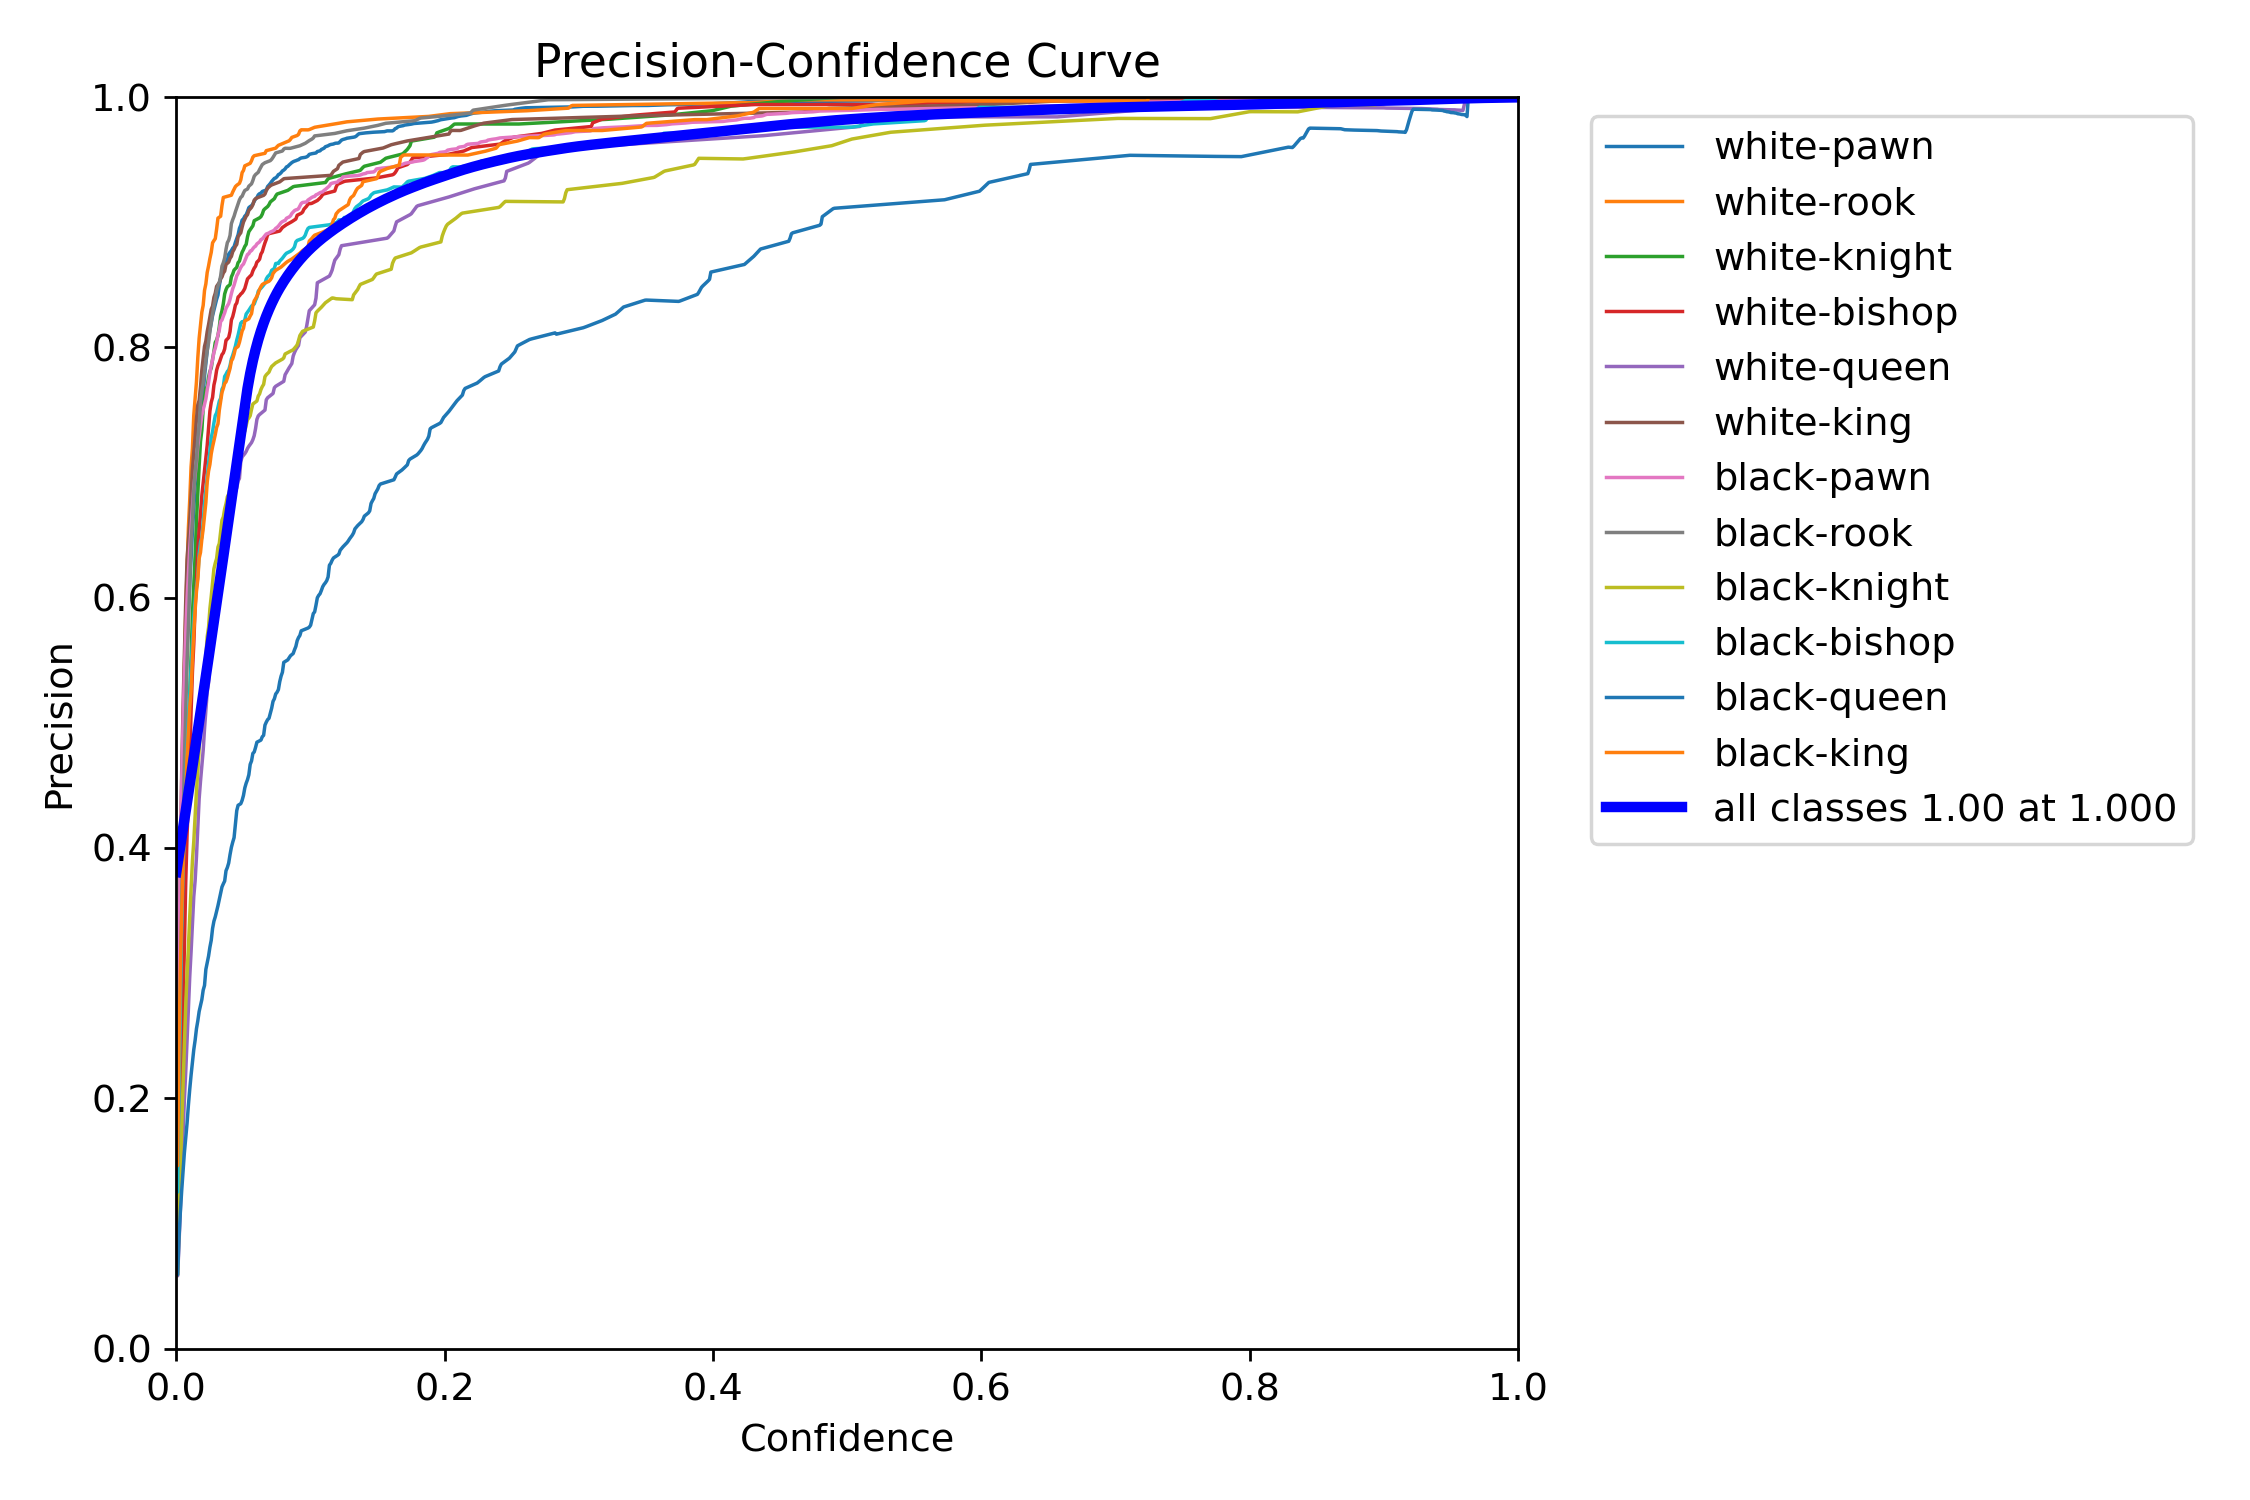 Precision-Confidence Curve
1.0
0.8
0.6
0.4
0.2
0.0
Precision
0.0 0.2 0.4 0.6 0.8 1.0
Confidence
white-pawn
white-rook
white-knight
white-bishop
white-queen
white-king
black-pawn
black-rook
black-knight
black-bishop
black-queen
black-king
all classes 1.00 at 1.000